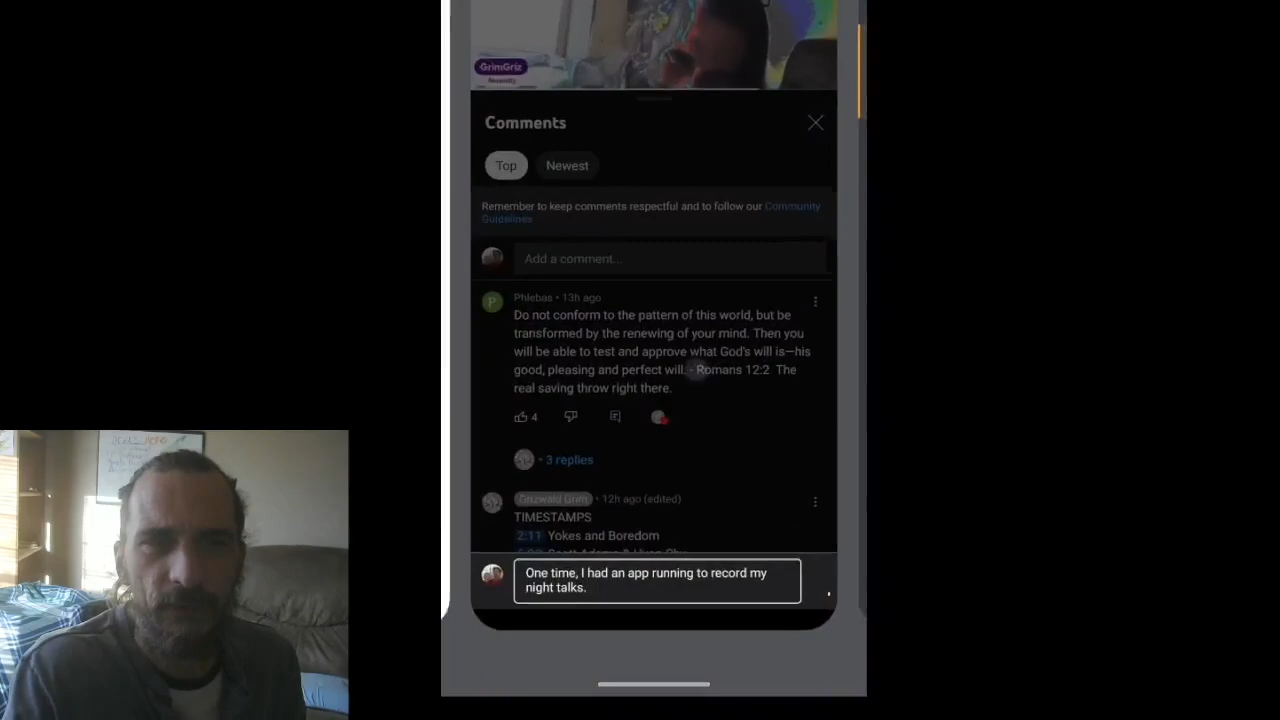 GrimGriz
Comments
Top
Newest
Remember to keep comments respectful and to follow our Community
Guidelines
Add a comment...
P
Phlebas • 13h ago
Do not conform to the pattern of this world, but be
transformed by the renewing of your mind. Then you
will be able to test and approve what God's will is—his
good, pleasing and perfect will. - Romans 12:2 The
real saving throw right there.
4
• 3 replies
Grizwald Grim • 12h ago (edited)
TIMESTAMPS
2:11 Yokes and Boredom
One time, I had an app running to record my
night talks.